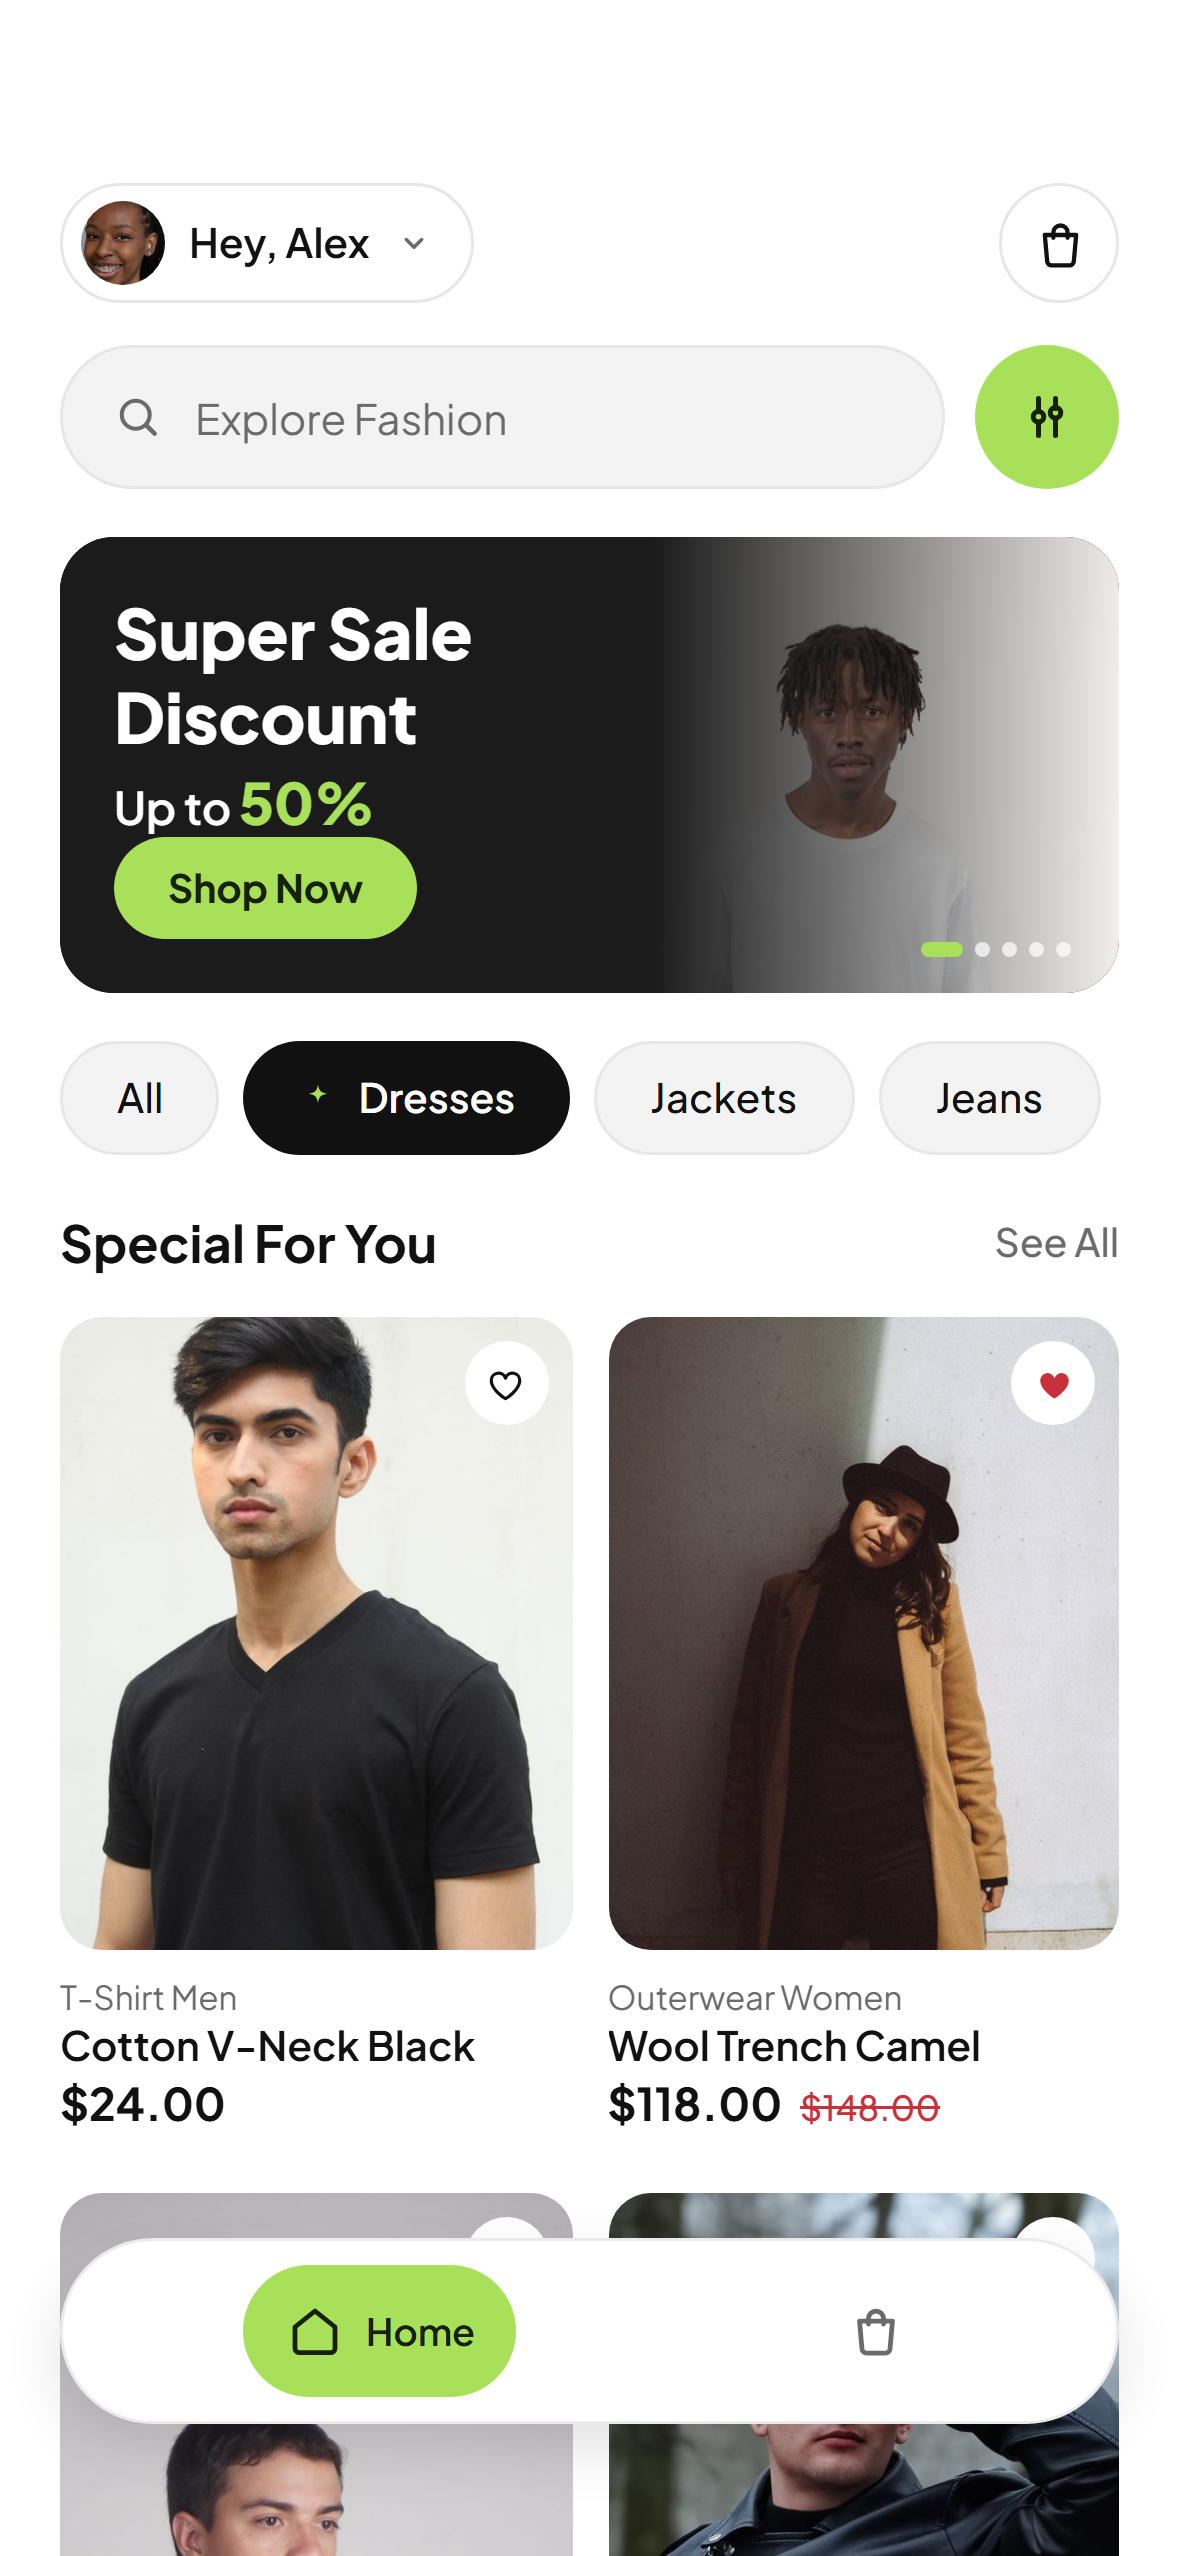 Hey, Alex
Explore Fashion
Super Sale
Discount
Up to 50%
Shop Now
All
Dresses
Jackets
Jeans
Special For You
See All
T-Shirt Men
Cotton V-Neck Black
$24.00
Outerwear Women
Wool Trench Camel
$118.00 $148.00
Home